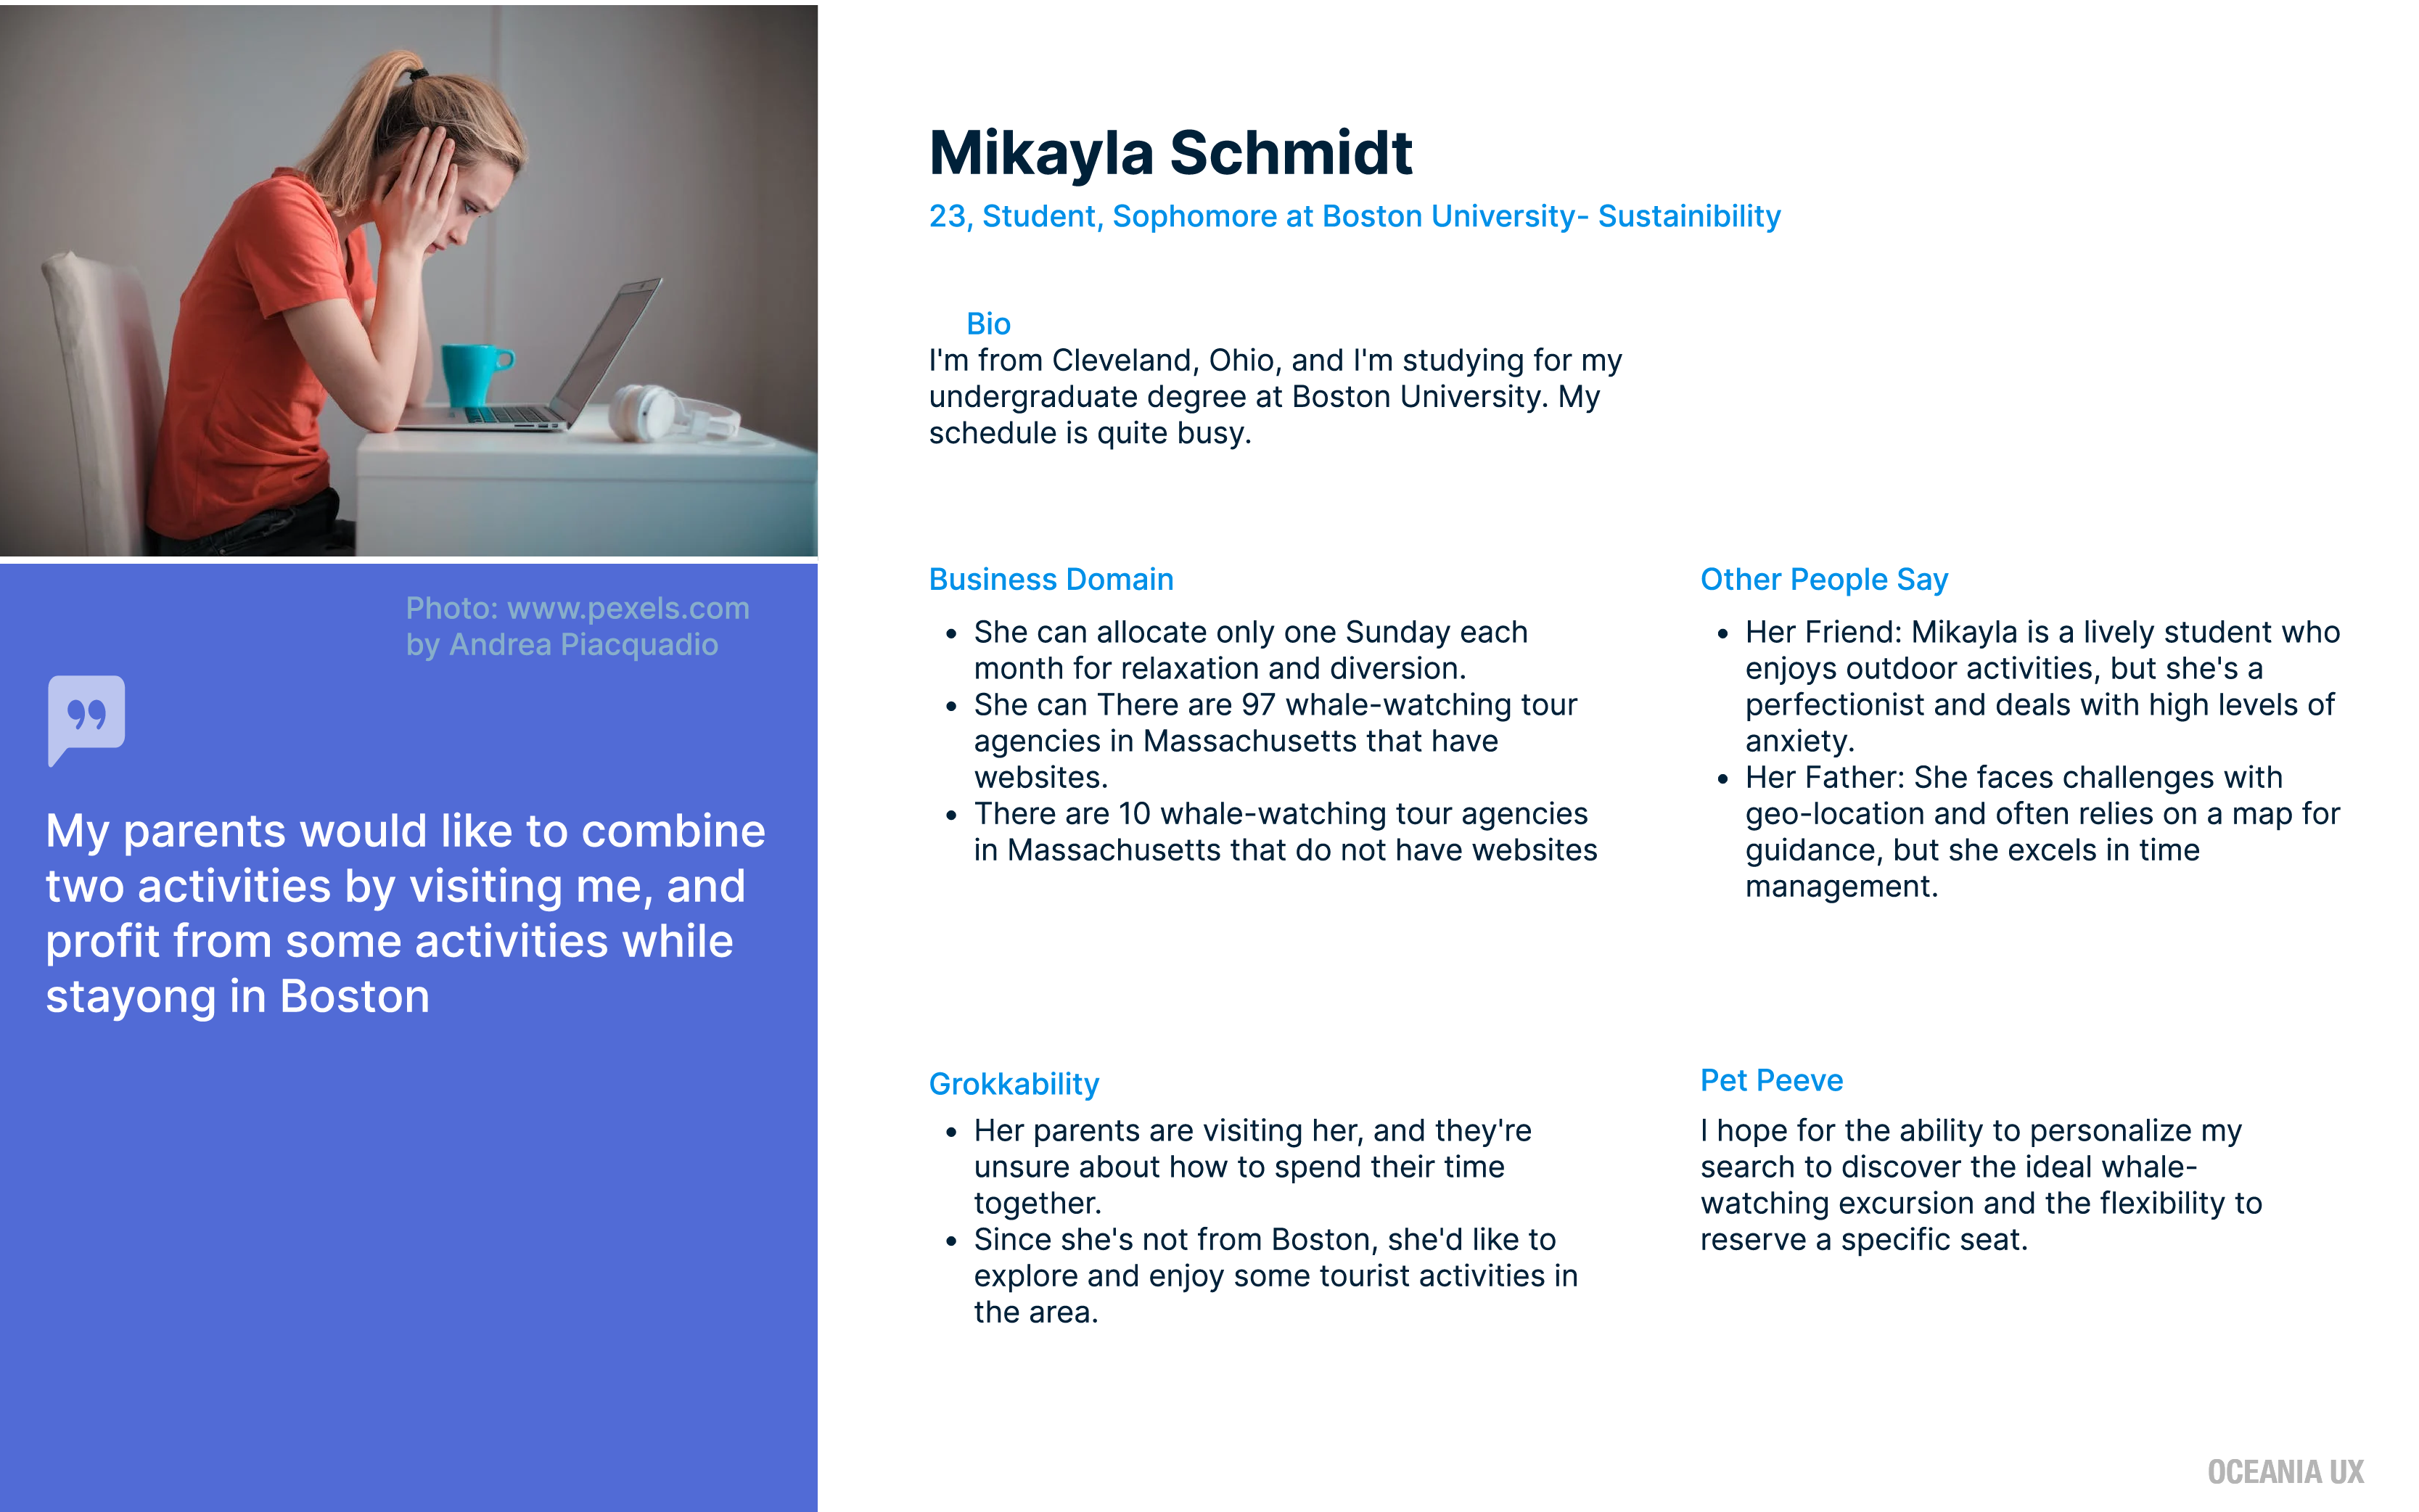 Photo: www.pexels.com
by Andrea Piacquadio
My parents would like to combine
two activities by visiting me, and
profit from some activities while
stayong in Boston
Mikayla Schmidt
23, Student, Sophomore at Boston University- Sustainibility
Bio
I'm from Cleveland, Ohio, and I'm studying for my
undergraduate degree at Boston University. My
schedule is quite busy.
Business Domain
• She can allocate only one Sunday each
month for relaxation and diversion.
• She can There are 97 whale-watching tour
agencies in Massachusetts that have
websites.
• There are 10 whale-watching tour agencies
in Massachusetts that do not have websites
Other People Say
• Her Friend: Mikayla is a lively student who
enjoys outdoor activities, but she's a
perfectionist and deals with high levels of
anxiety.
• Her Father: She faces challenges with
geo-location and often relies on a map for
guidance, but she excels in time
management.
Grokkability
• Her parents are visiting her, and they're
unsure about how to spend their time
together.
• Since she's not from Boston, she'd like to
explore and enjoy some tourist activities in
the area.
Pet Peeve
I hope for the ability to personalize my
search to discover the ideal whale-
watching excursion and the flexibility to
reserve a specific seat.
OCEANIA UX